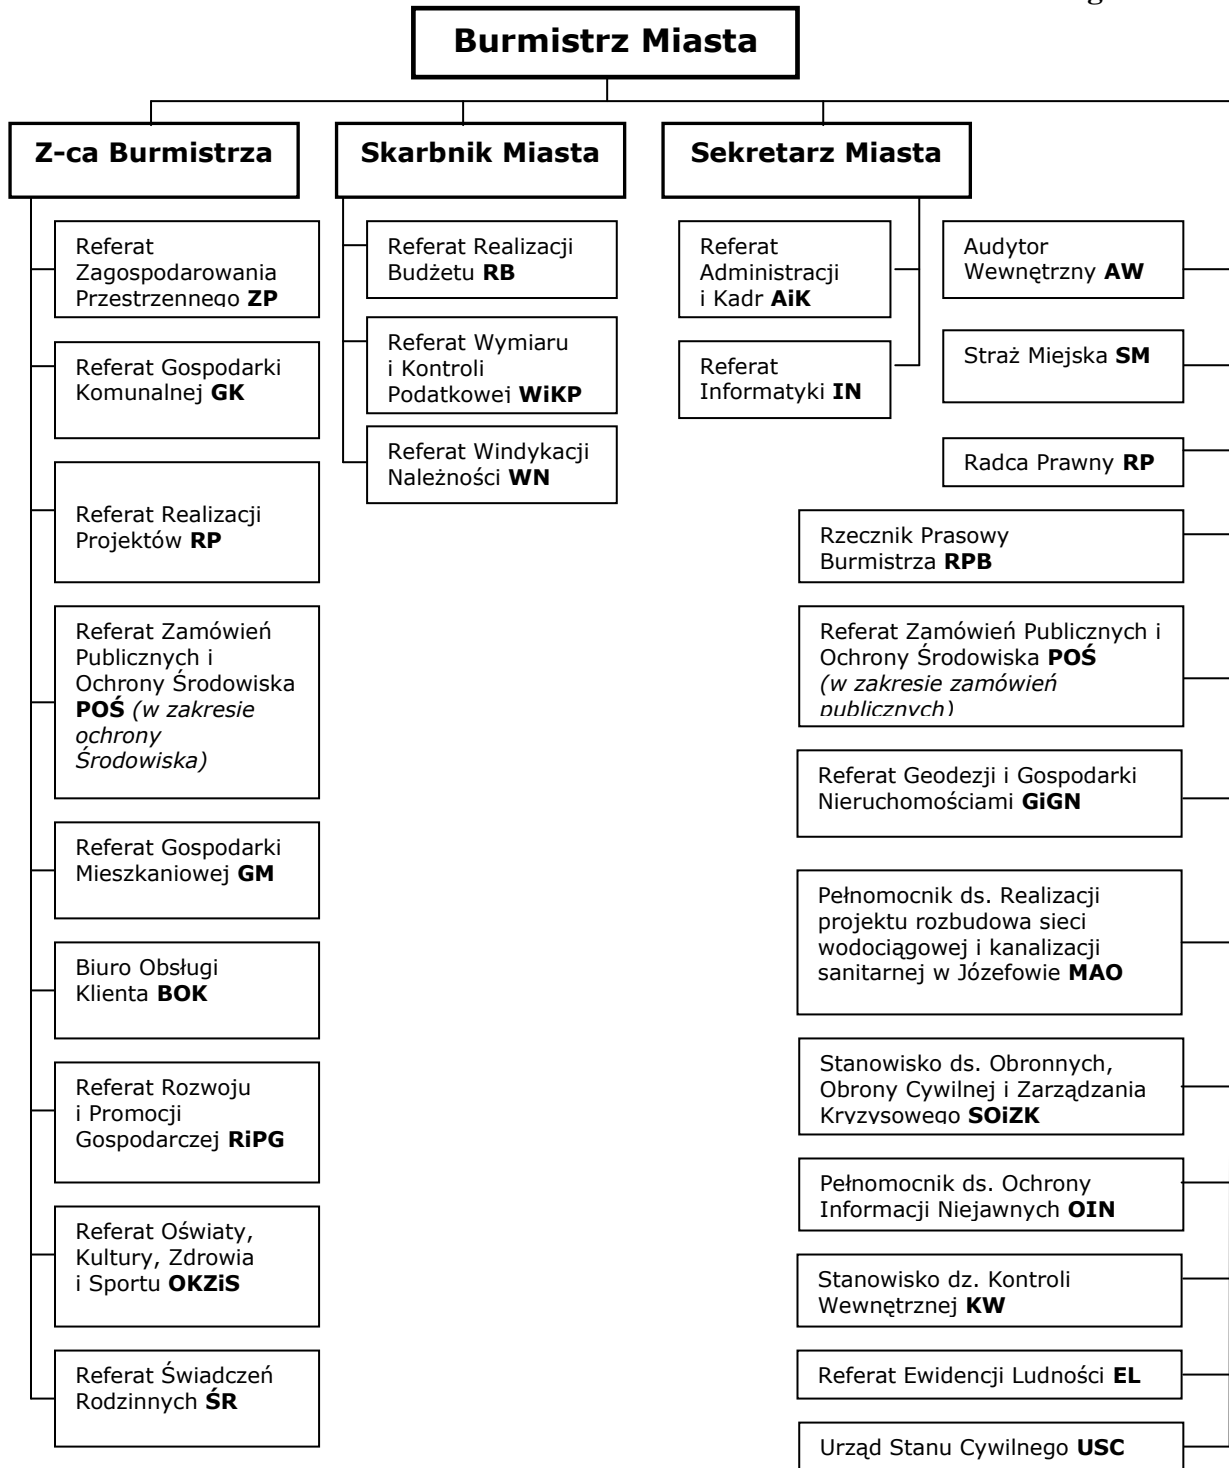 Burmistrz Miasta
Z-ca Burmistrza
Skarbnik Miasta
Sekretarz Miasta
Referat
Zagospodarowania
Przestrzennego ZP
Referat Gospodarki
Komunalnej GK
Referat Realizacji
Projektów RP
Referat Zamówień
Publicznych i
Ochrony Środowiska
POŚ (w zakresie
ochrony
Środowiska)
Referat Gospodarki
Mieszkaniowej GM
Biuro Obsługi
Klienta BOK
Referat Rozwoju
i Promocji
Gospodarczej RiPG
Referat Oświaty,
Kultury, Zdrowia
i Sportu OKZiS
Referat Świadczeń
Rodzinnych ŚR
Referat Realizacji
Budżetu RB
Referat Wymiaru
i Kontroli
Podatkowej WiKP
Referat Windykacji
Należności WN
Referat
Administracji
i Kadr AiK
Referat
Informatyki IN
Audytor
Wewnętrzny AW
Straż Miejska SM
Radca Prawny RP
Rzecznik Prasowy
Burmistrza RPB
Referat Zamówień Publicznych i
Ochrony Środowiska POŚ
(w zakresie zamówień
publicznych)
Referat Geodezji i Gospodarki
Nieruchomościami GiGN
Pełnomocnik ds. Realizacji
projektu rozbudowa sieci
wodociągowej i kanalizacji
sanitarnej w Józefowie MAO
Stanowisko ds. Obronnych,
Obrony Cywilnej i Zarządzania
Kryzysowego SOiZK
Pełnomocnik ds. Ochrony
Informacji Niejawnych OIN
Stanowisko dz. Kontroli
Wewnętrznej KW
Referat Ewidencji Ludności EL
Urząd Stanu Cywilnego USC